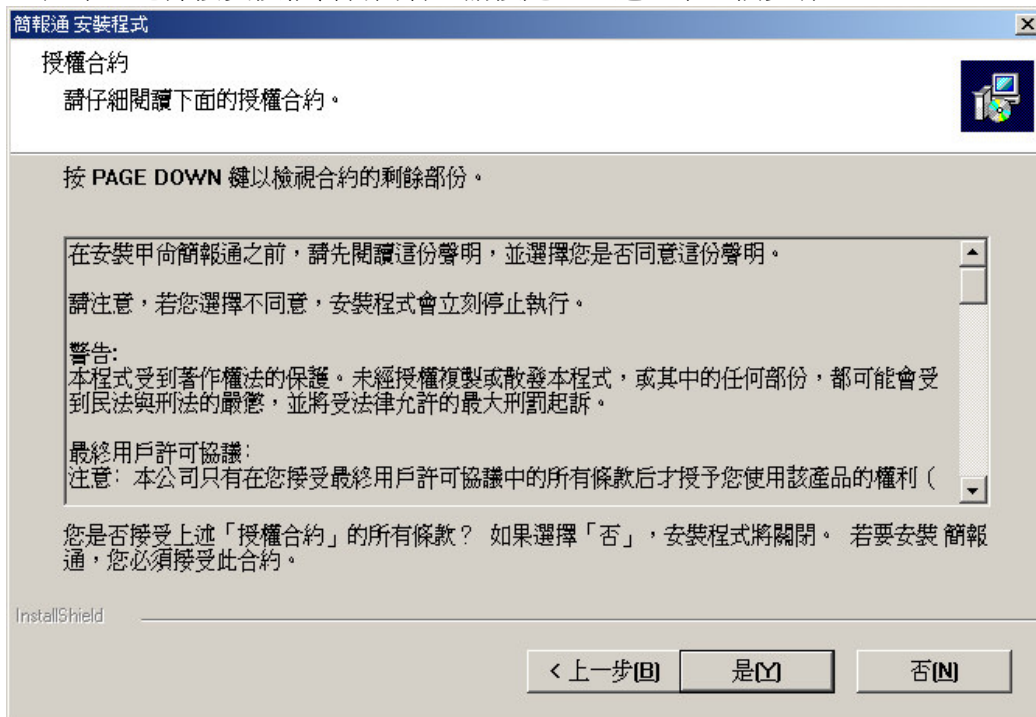 簡報通 安裝程式
授權合約
請仔細閱讀下面的授權合約。
按 PAGE DOWN 鍵以檢視合約的剩餘部份。
在安裝甲尚簡報通之前，請先閱讀這份聲明，並選擇您是否同意這份聲明。
請注意，若您選擇不同意，安裝程式會立刻停止執行。
警告:
本程式受到著作權法的保護。未經授權複製或散發本程式，或其中的任何部份，都可能會受
到民法與刑法的嚴懲，並將受法律允許的最大刑罰起訴。
最終用戶許可協議:
注意: 本公司只有在您接受最終用戶許可協議中的所有條款后才授予您使用該產品的權利（
您是否接受上述「授權合約」的所有條款？ 如果選擇「否」，安裝程式將關閉。 若要安裝 簡報
通，您必須接受此合約。
InstallShield
< 上一步(B) 是(Y) 否(N)